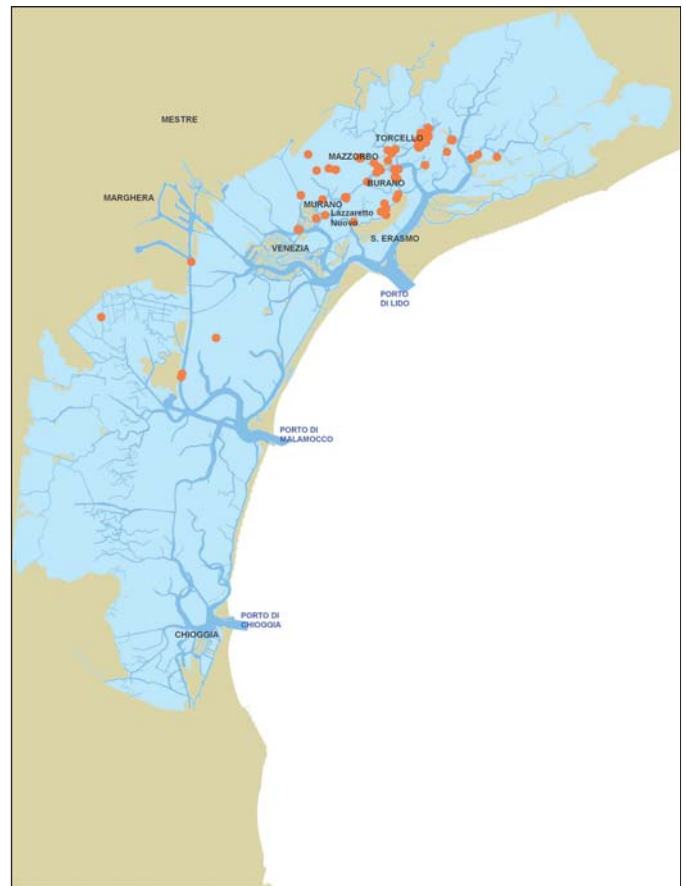 MESTRE
TORCELLO
MAZZORBO
BURANO
MARGHERA
MURANO
Lazzaretto
Nuovo
S. ERASMO
VENEZIA
PORTO
DI LIDO
PORTO DI
MALAMOCCO
PORTO DI
CHIOGGIA
CHIOGGIA